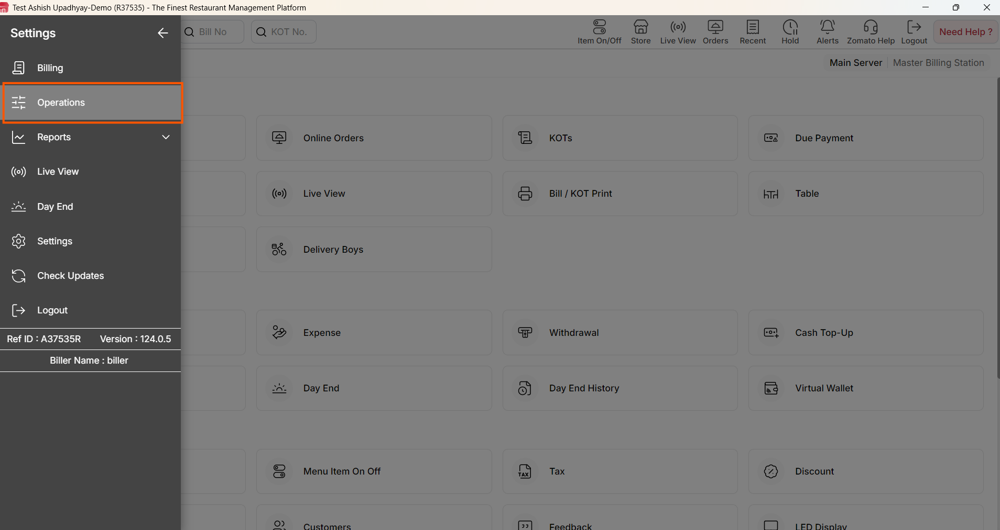 Test Ashish Upadhyay-Demo (R37535) - The Finest Restaurant Management Platform
Settings
Bill No
KOT No.
Item On/Off
Store
Live View
Orders
Recent
Hold
Alerts
Zomato Help
Logout
Need Help ?
Main Server
Master Billing Station
Billing
Operations
Reports
Live View
Day End
Settings
Check Updates
Logout
Ref ID : A37535R Version : 124.0.5
Biller Name : biller
Online Orders
KOTs
Due Payment
Live View
Bill / KOT Print
Table
Delivery Boys
Expense
Withdrawal
Cash Top-Up
Day End
Day End History
Virtual Wallet
Menu Item On Off
TAX
Tax
Discount
Customers
Feedback
LED Display